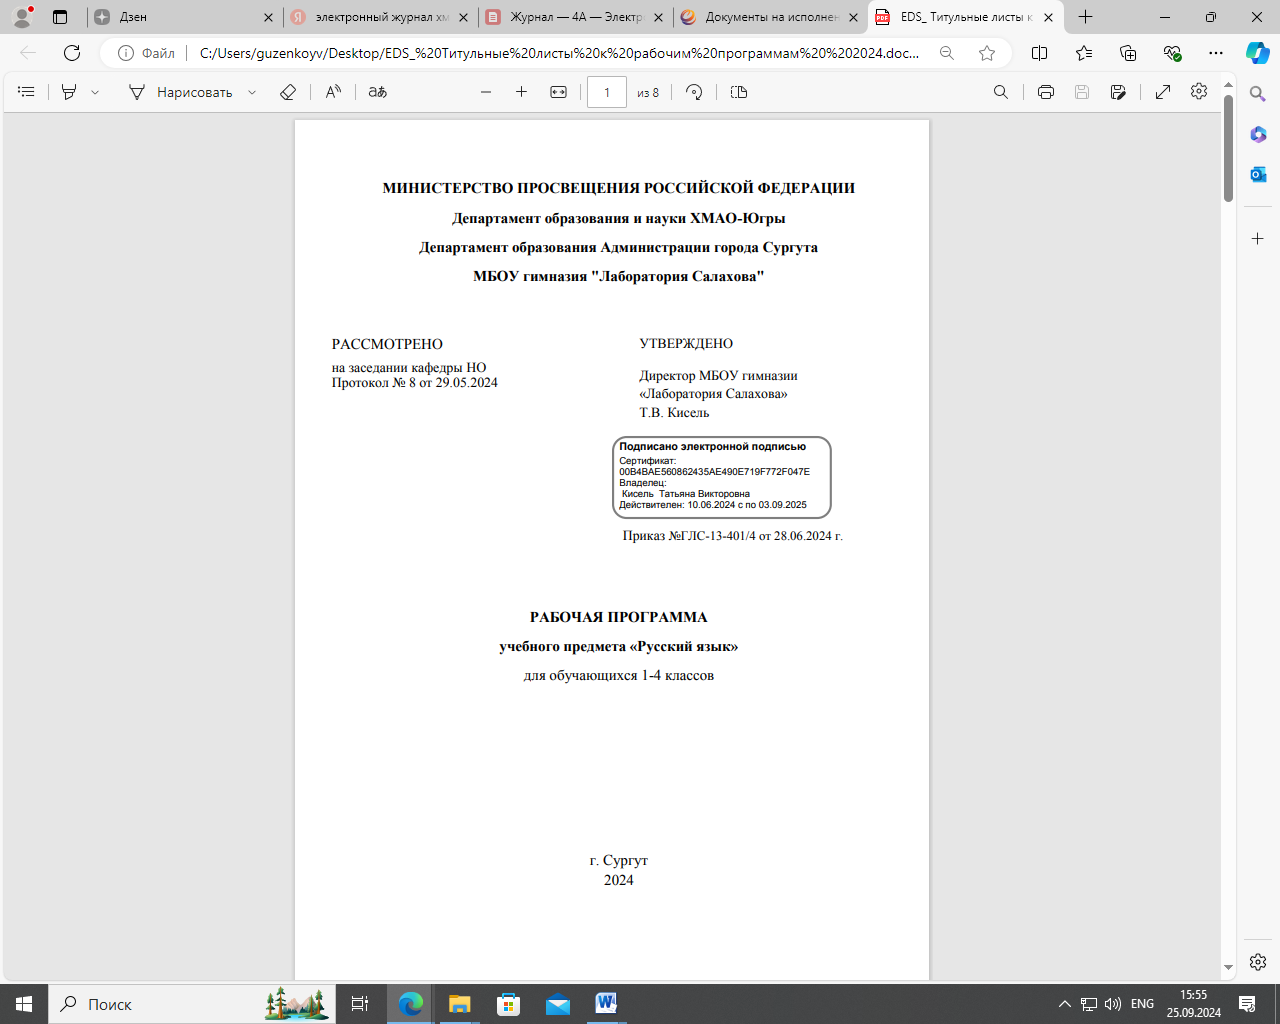 Дзен
электронный журнал хм
Журнал — 4А — Электр
Документы на исполнен
EDS_ Титульные листы к
Файл
C:/Users/guzenkoyv/Desktop/EDS_%20Титульные%20листы%20к%20рабочим%20программам%20%202024.doc...
Нарисовать
1
из 8
МИНИСТЕРСТВО ПРОСВЕЩЕНИЯ РОССИЙСКОЙ ФЕДЕРАЦИИ
Департамент образования и науки ХМАО-Югры
Департамент образования Администрации города Сургута
МБОУ гимназия "Лаборатория Салахова"
РАССМОТРЕНО
на заседании кафедры НО
Протокол № 8 от 29.05.2024
УТВЕРЖДЕНО
Директор МБОУ гимназии
«Лаборатория Салахова»
Т.В. Кисель
Подписано электронной подписью
Сертификат:
00B4BAE560862435AE490E719F772F047E
Владелец:
Кисель Татьяна Викторовна
Действителен: 10.06.2024 с по 03.09.2025
Приказ №ГЛС-13-401/4 от 28.06.2024 г.
РАБОЧАЯ ПРОГРАММА
учебного предмета «Русский язык»
для обучающихся 1-4 классов
г. Сургут
2024
Поиск
ENG
15:55
25.09.2024